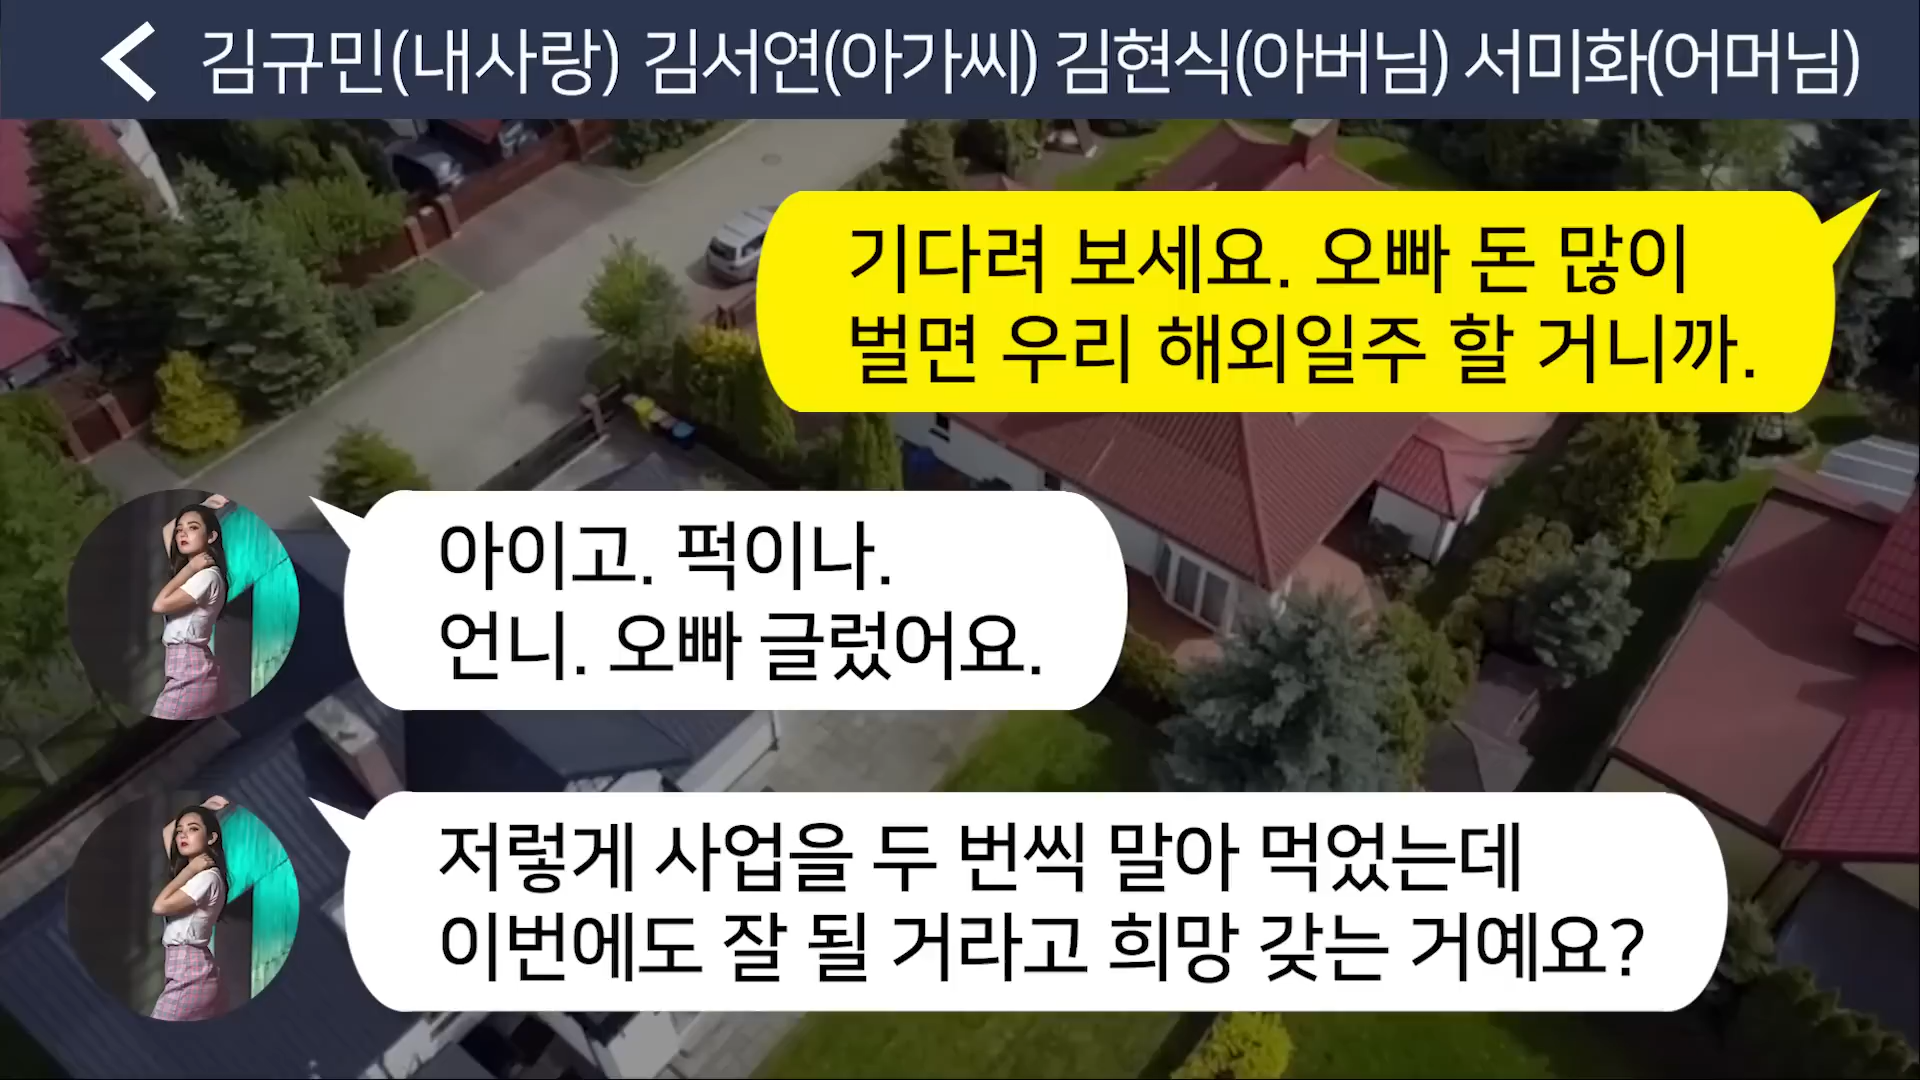 김규민(내사랑) 김서연(아가씨) 김현식(아버님) 서미화(어머님)
기다려 보세요. 오빠 돈 많이
벌면 우리 해외일주 할 거니까.
아이고. 퍽이나.
언니. 오빠 글렀어요.
저렇게 사업을 두 번씩 말아 먹었는데
이번에도 잘 될 거라고 희망 갖는 거예요?